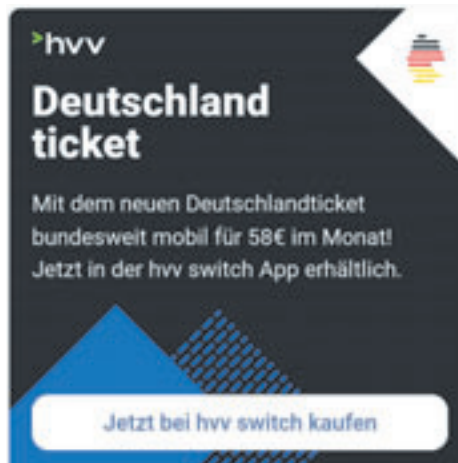 hvv
Deutschland
ticket
Mit dem neuen Deutschlandticket
bundesweit mobil für 58€ im Monat!
Jetzt in der hvv switch App erhältlich.
Jetzt bei hvv switch kaufen